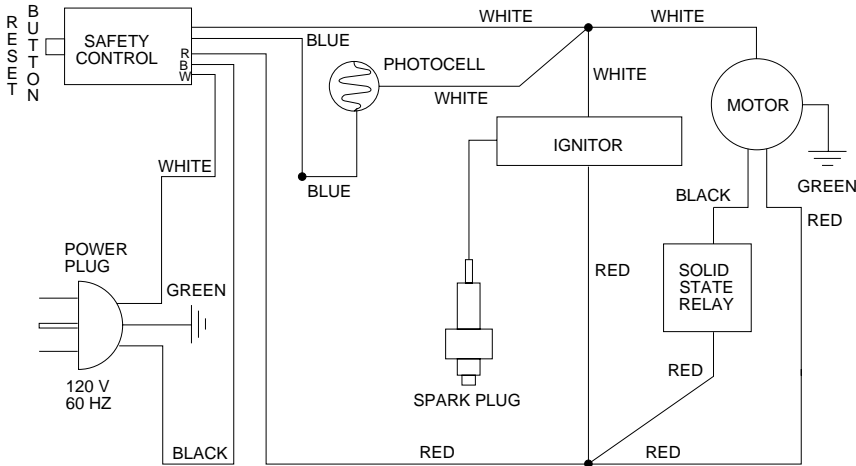 RESET
BUTTON
SAFETY
CONTROL
R
B
W
WHITE
WHITE
BLUE
PHOTOCELL
WHITE
WHITE
MOTOR
IGNITOR
WHITE
BLUE
GREEN
BLACK
RED
POWER
PLUG
GREEN
RED
SOLID
STATE
RELAY
120 V
60 HZ
SPARK PLUG
RED
BLACK
RED
RED